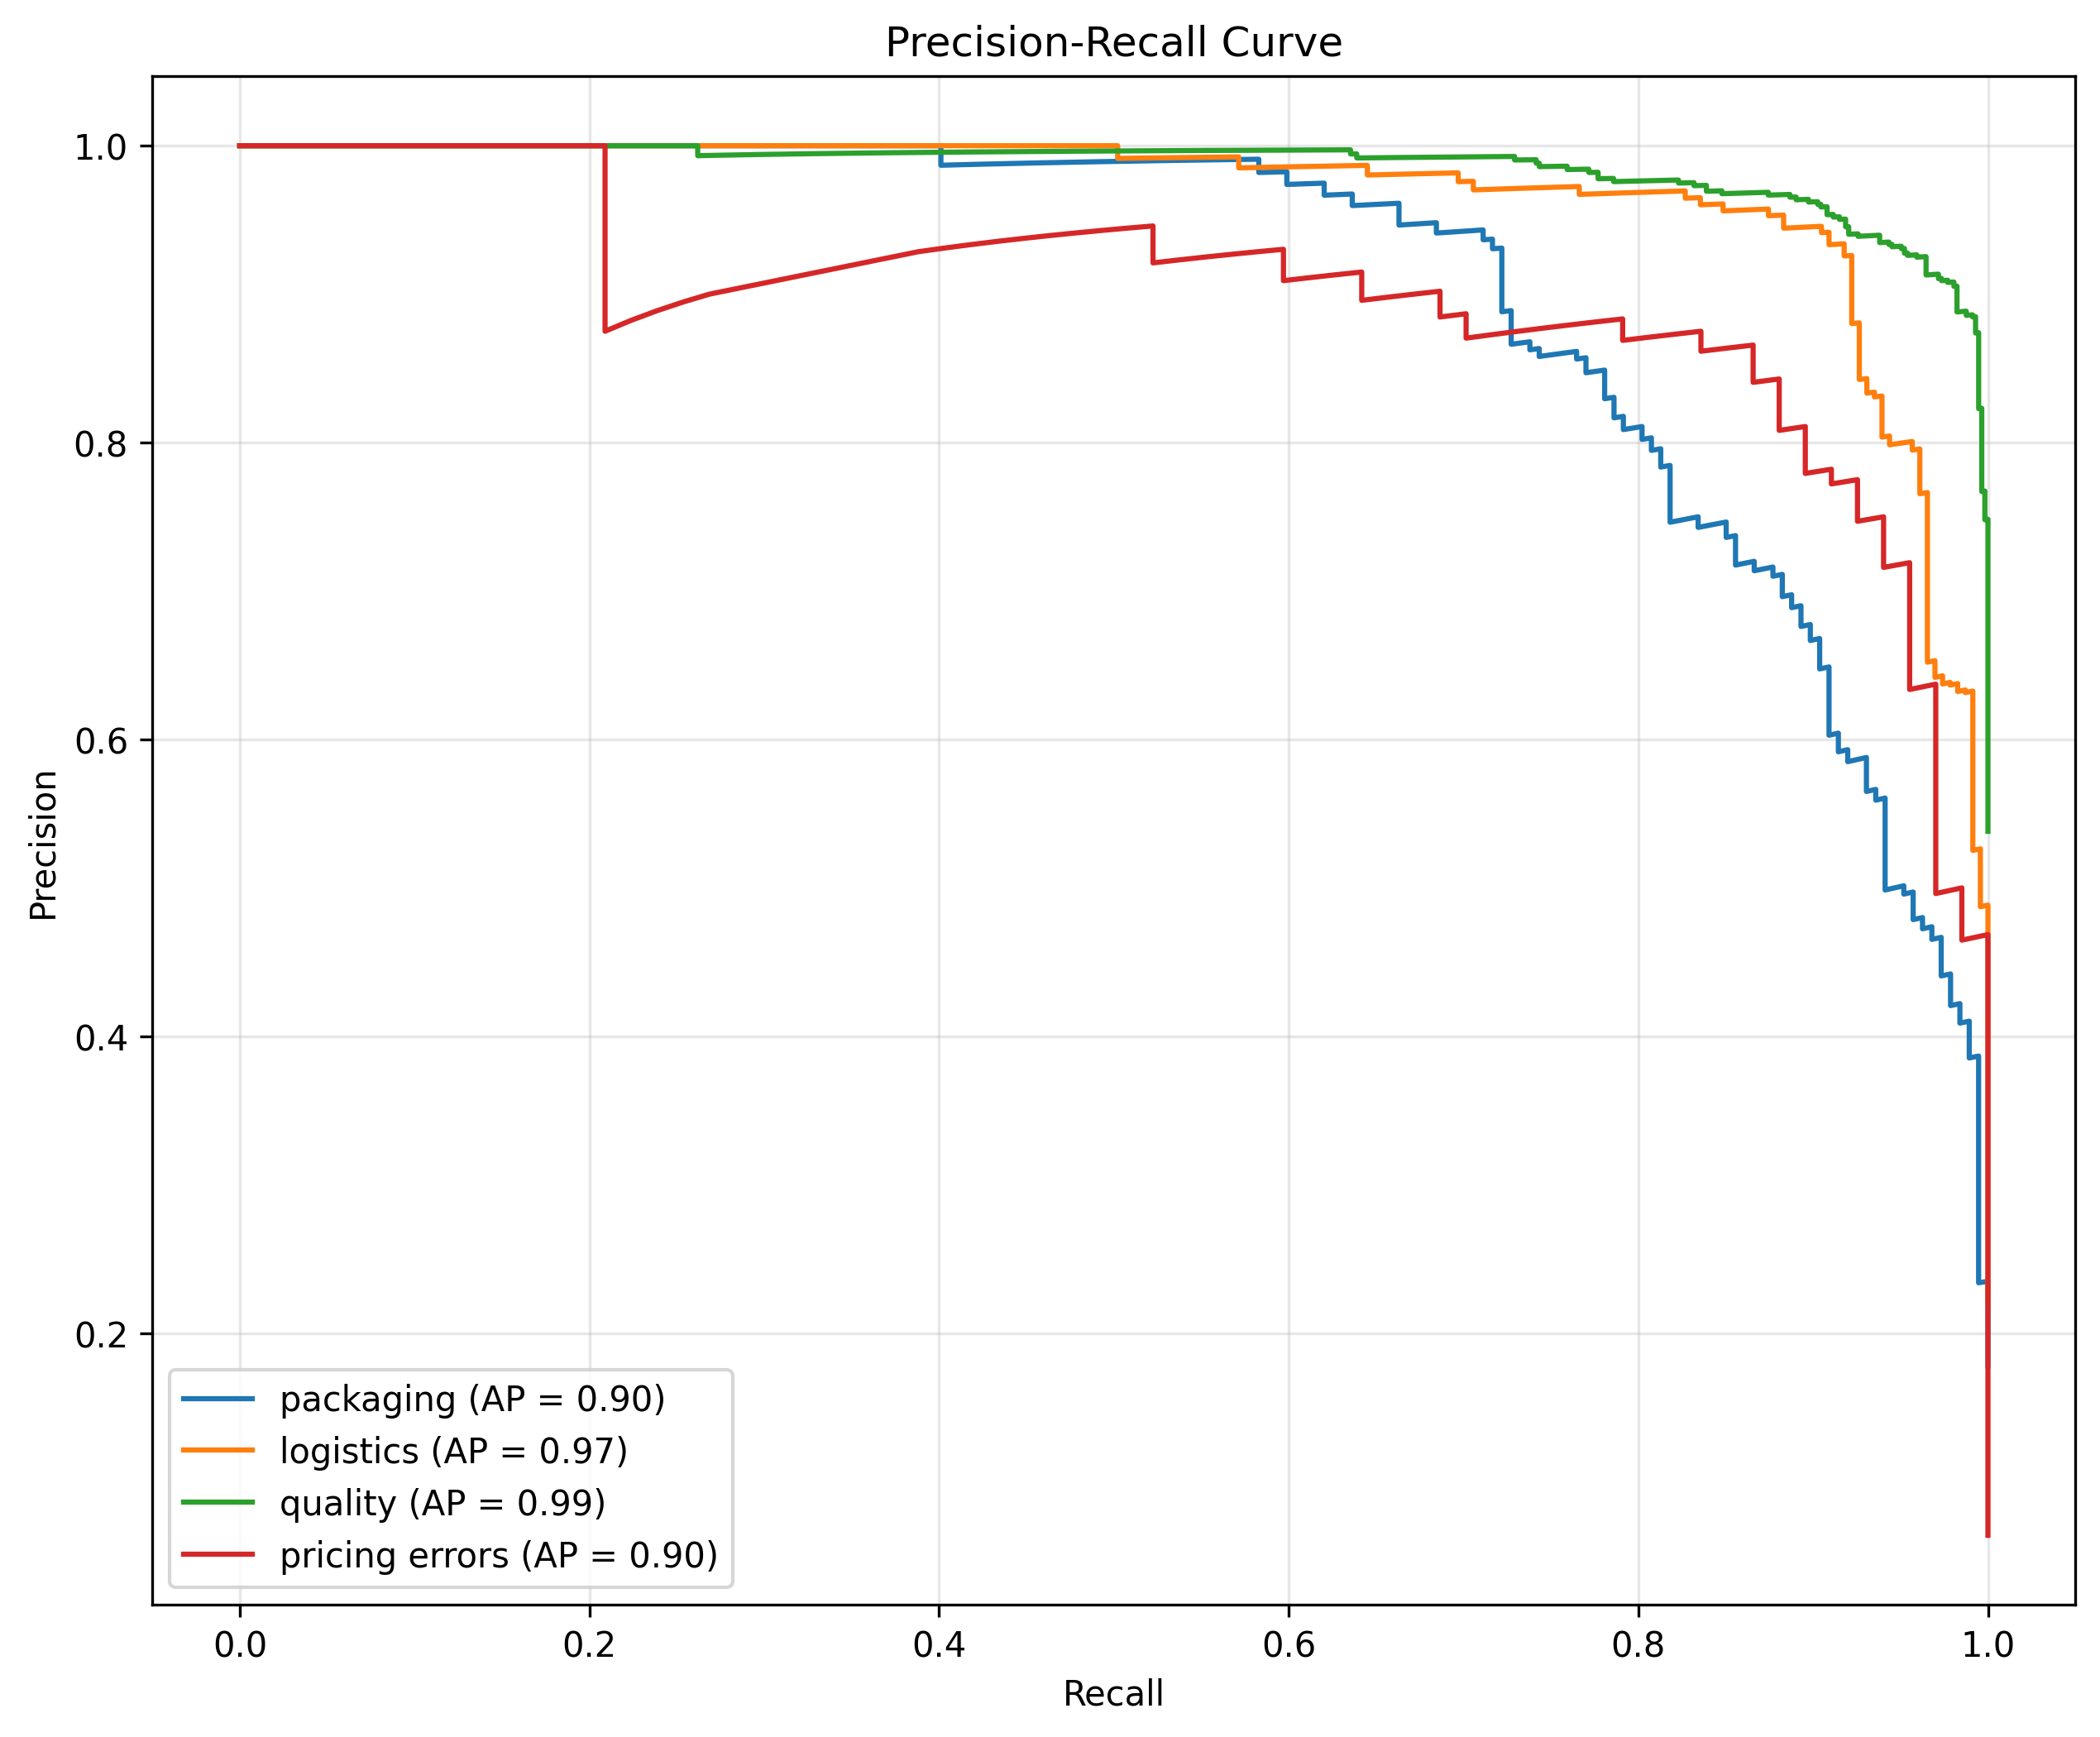 Precision-Recall Curve
1.0
0.8
0.6
0.4
0.2
Precision
packaging (AP = 0.90)
logistics (AP = 0.97)
quality (AP = 0.99)
pricing errors (AP = 0.90)
0.0 0.2 0.4 0.6 0.8 1.0
Recall